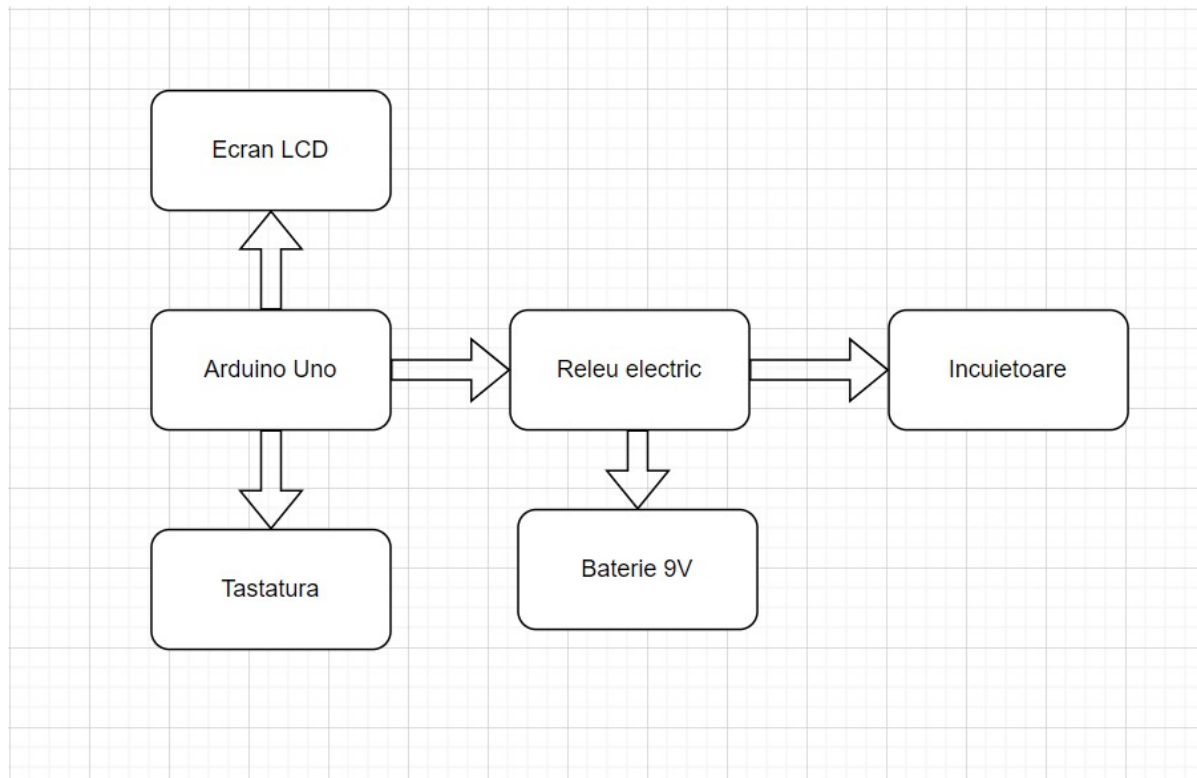 Ecran LCD
Arduino Uno
Releu electric
Incuietoare
Tastatura
Baterie 9V